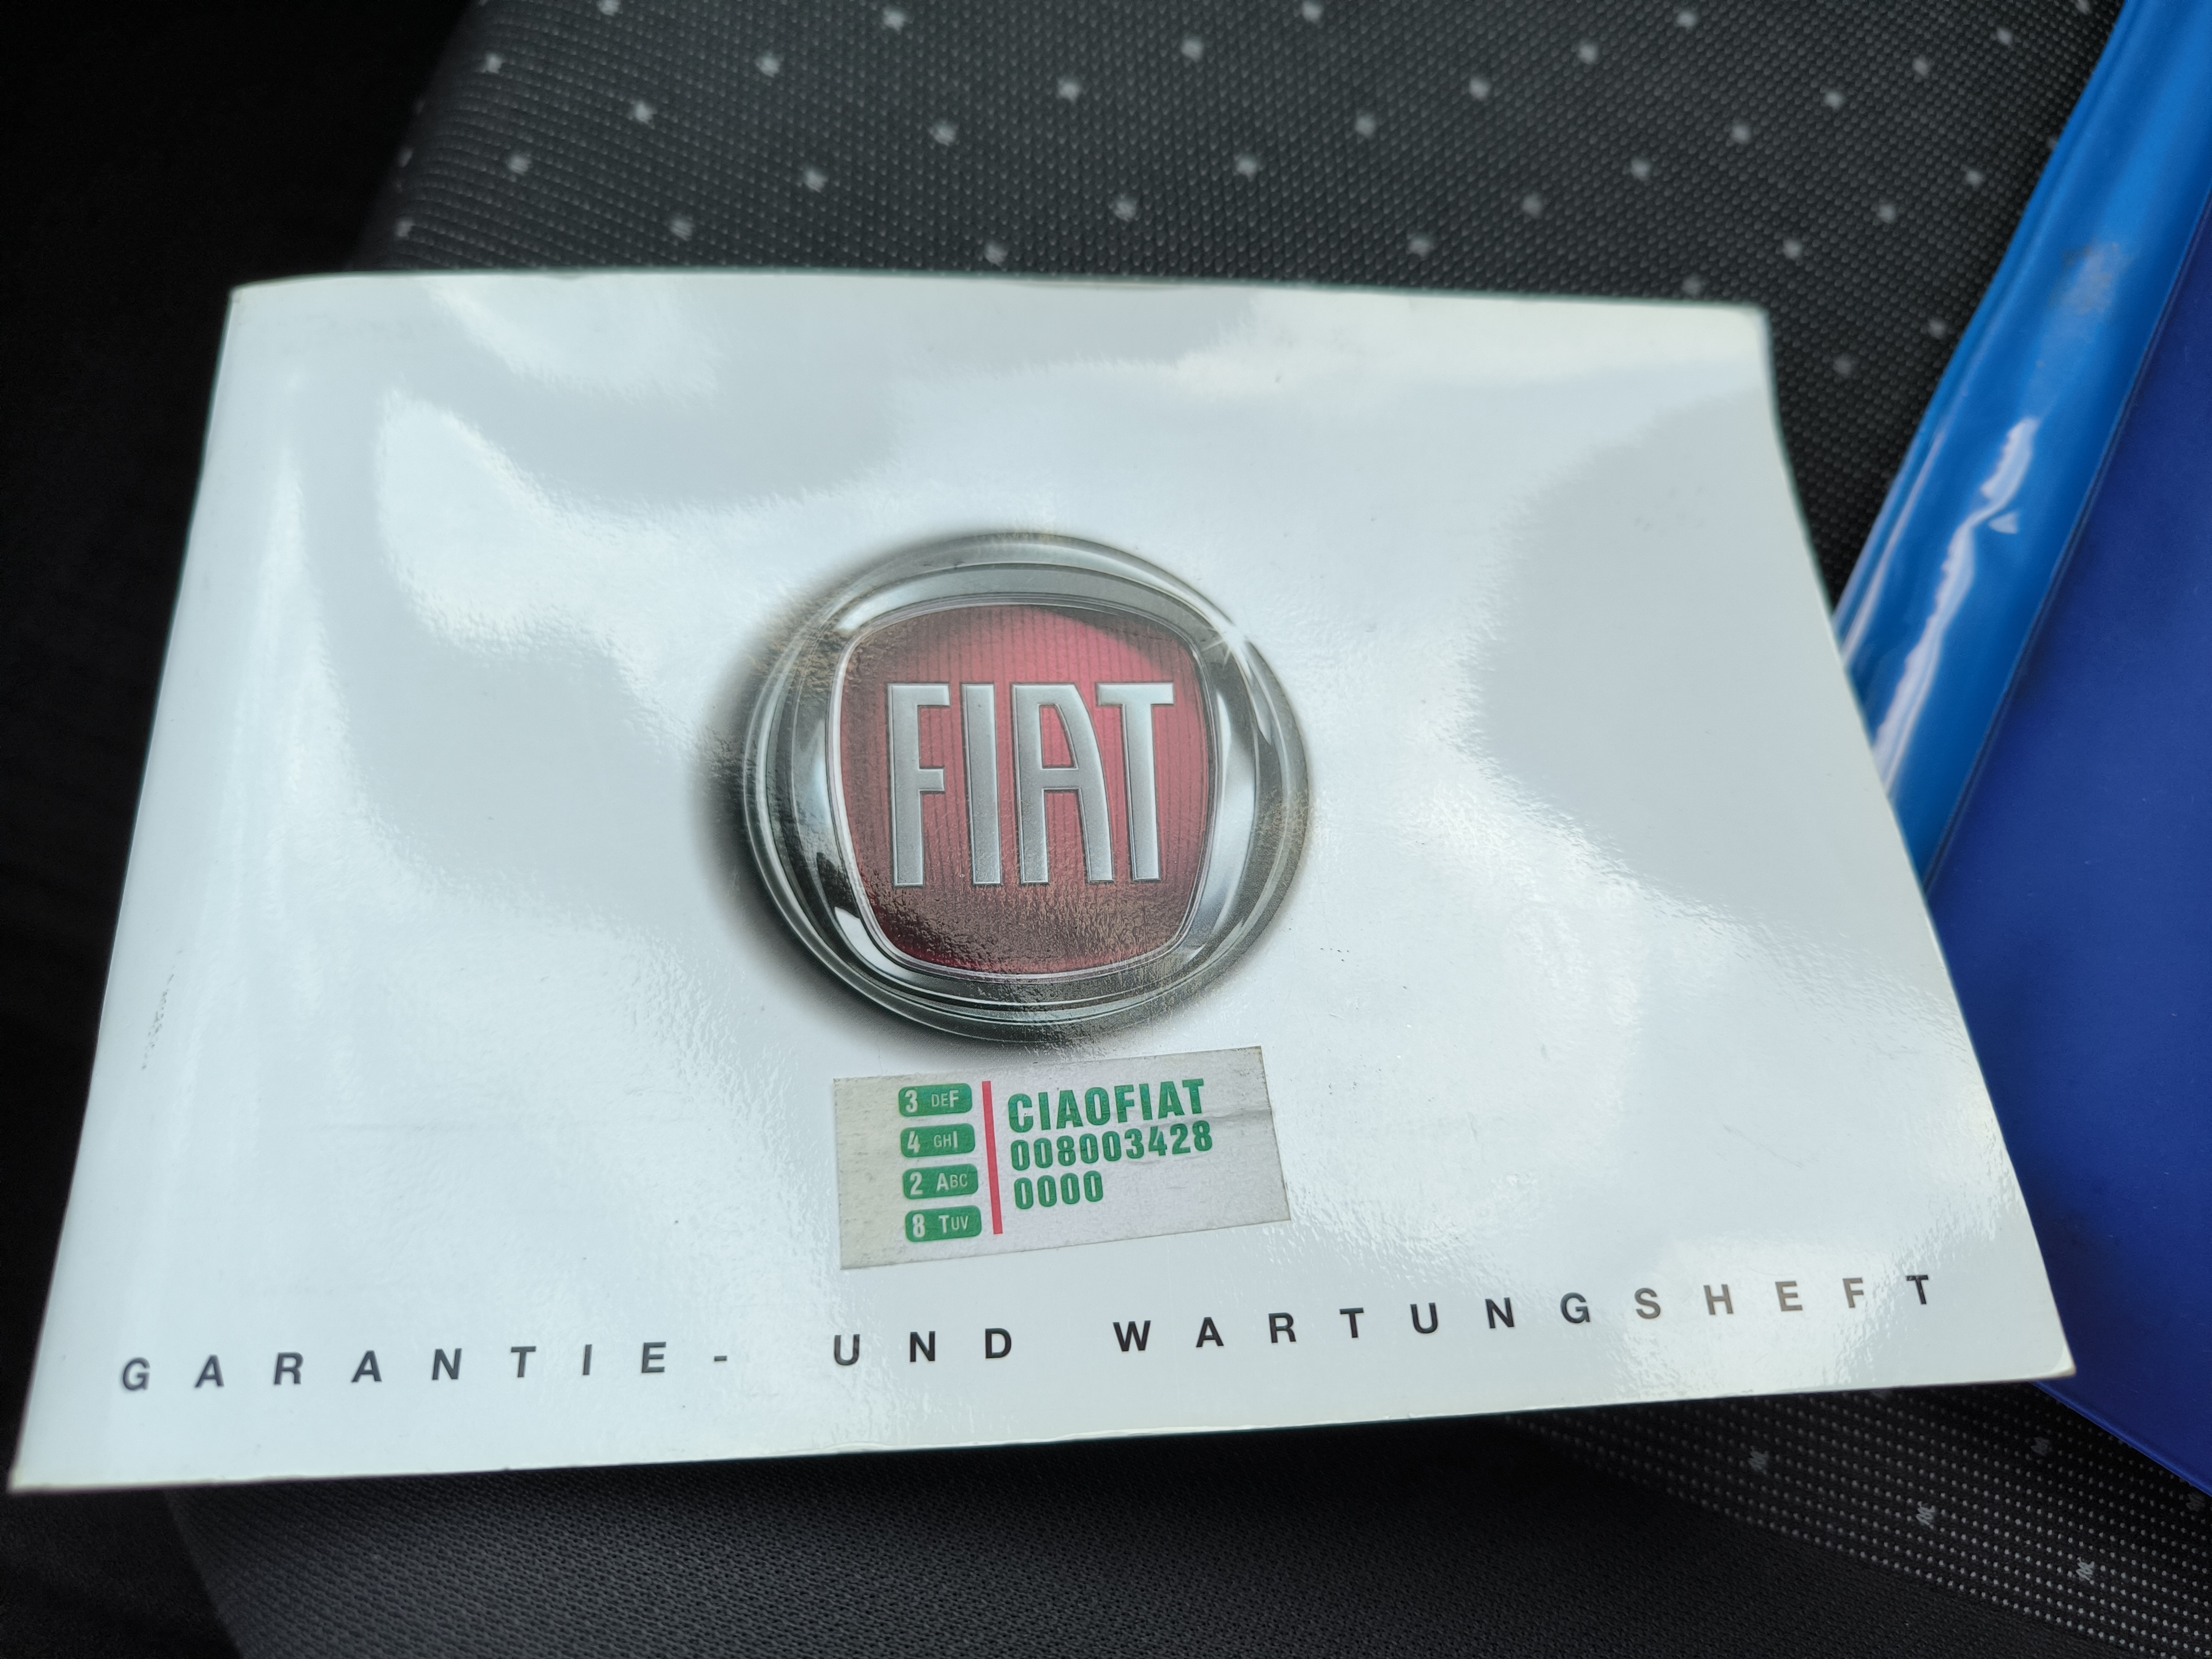 FIAT
3 DEF
4 GHI
2 ABC
8 TUV
CIAOFIAT
008003428
0000
GARANTIE- UND WARTUNGSHEFT